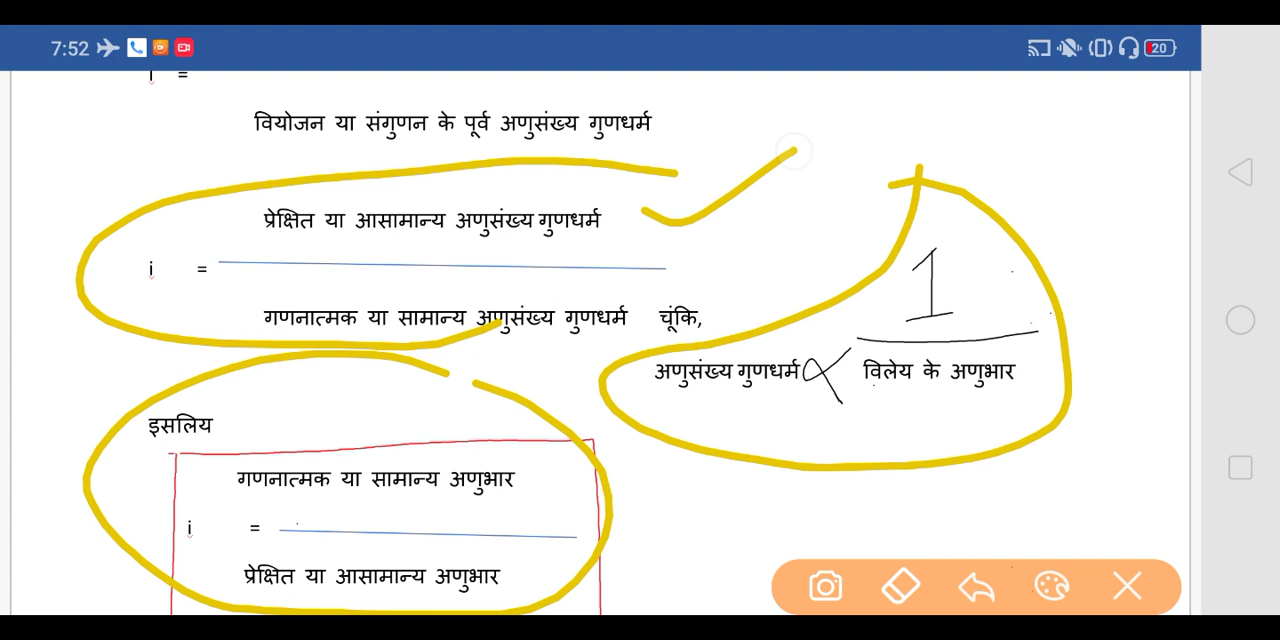 7:52 20
i =
वियोजन या संगुणन के पूर्व अणुसंख्य गुणधर्म
प्रेक्षित या आसामान्य अणुसंख्य गुणधर्म
i =
गणनात्मक या सामान्य अणुसंख्य गुणधर्म चूंकि,
1
अणुसंख्य गुणधर्म ∝ विलेय के अणुभार
इसलिय
गणनात्मक या सामान्य अणुभार
i =
प्रेक्षित या आसामान्य अणुभार